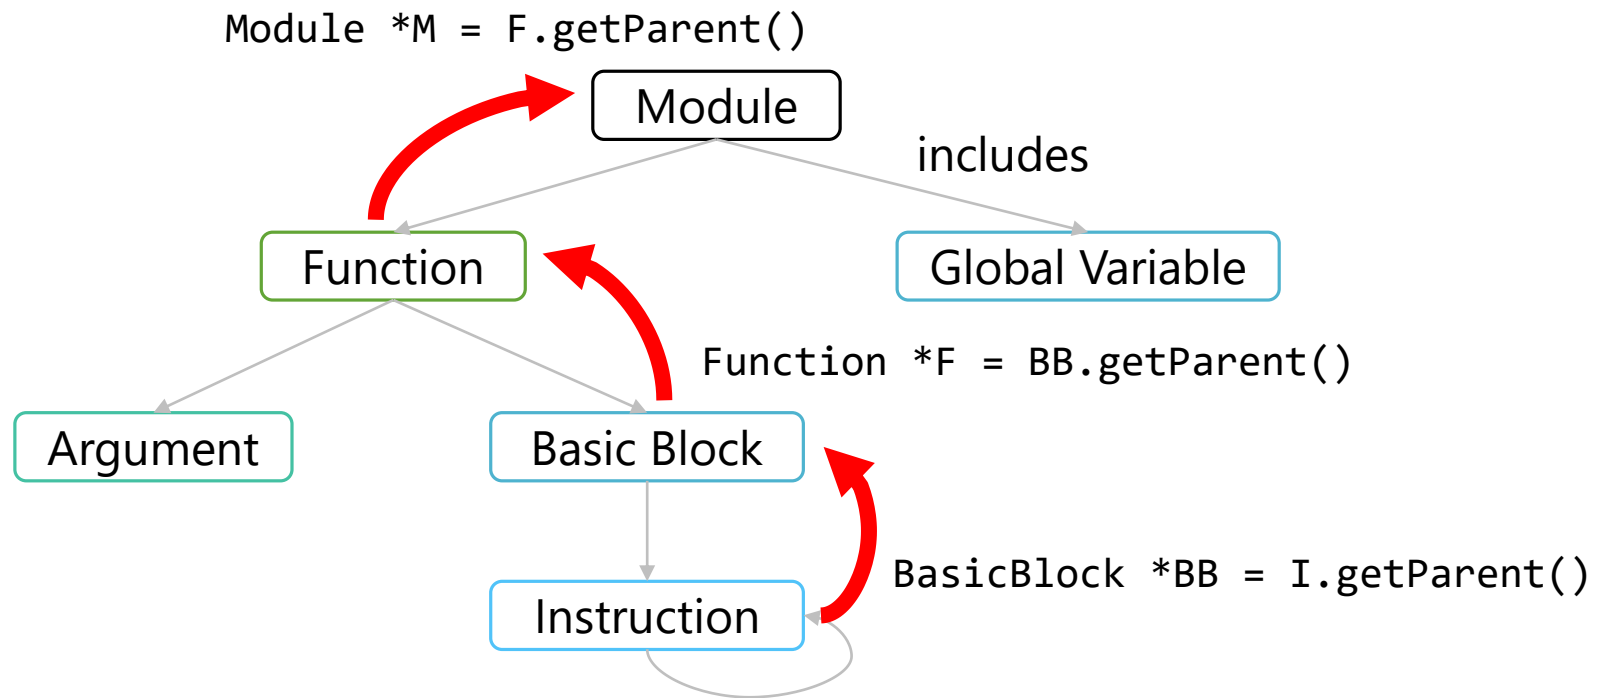 Module *M = F.getParent()
Module
includes
Function
Global Variable
Function *F = BB.getParent()
Argument
Basic Block
BasicBlock *BB = I.getParent()
Instruction